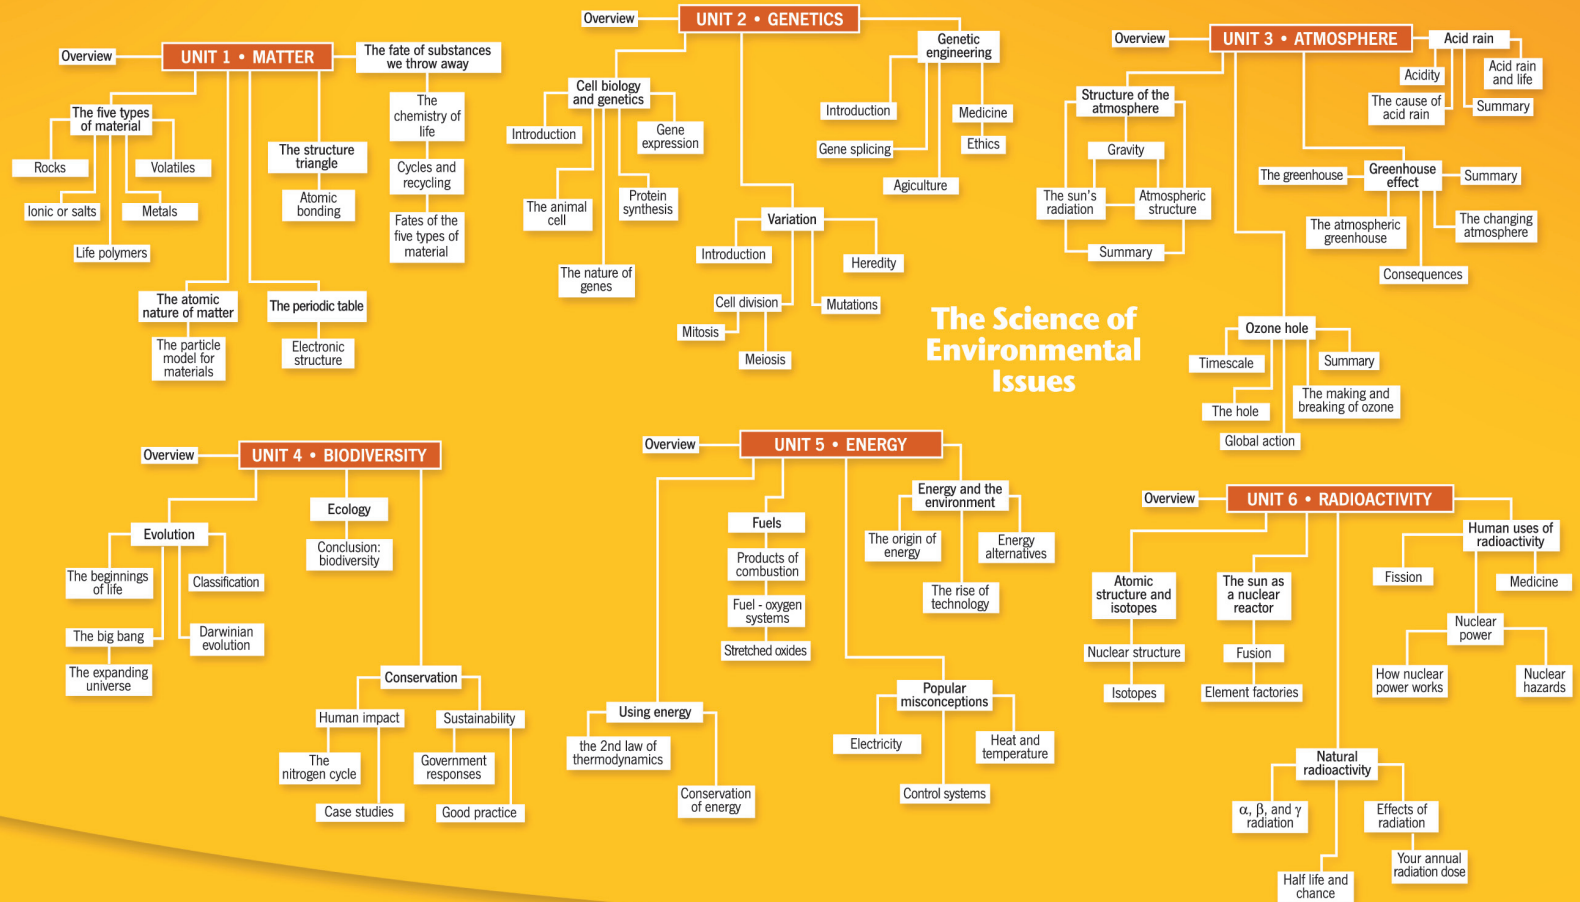 Overview
UNIT 1 • MATTER
The fate of substances
we throw away
The five types
of material
Rocks
Volatiles
Ionic or salts
Metals
Life polymers
The structure
triangle
Atomic
bonding
The
chemistry of
life
Cycles and
recycling
Fates of the
five types of
material
The atomic
nature of matter
The particle
model for
materials
The periodic table
Electronic
structure
Overview
UNIT 2 • GENETICS
Cell biology
and genetics
Introduction
Gene
expression
The animal
cell
Protein
synthesis
The nature of
genes
Genetic
engineering
Introduction
Medicine
Gene splicing
Ethics
Agiculture
Variation
Introduction
Heredity
Cell division
Mutations
Mitosis
Meiosis
Overview
UNIT 3 • ATMOSPHERE
Acid rain
Acidity
Acid rain
and life
The cause of
acid rain
Summary
Structure of the
atmosphere
Gravity
The sun's
radiation
Atmospheric
structure
Summary
The greenhouse
Greenhouse
effect
Summary
The atmospheric
greenhouse
The changing
atmosphere
Consequences
Ozone hole
Timescale
Summary
The hole
The making and
breaking of ozone
Global action
The Science of
Environmental
Issues
Overview
UNIT 4 • BIODIVERSITY
Evolution
The beginnings
of life
Classification
The big bang
Darwinian
evolution
The expanding
universe
Ecology
Conclusion:
biodiversity
Conservation
Human impact
Sustainability
The
nitrogen cycle
Government
responses
Case studies
Good practice
Overview
UNIT 5 • ENERGY
Fuels
Products of
combustion
Fuel - oxygen
systems
Stretched oxides
Energy and the
environment
The origin of
energy
Energy
alternatives
The rise of
technology
Using energy
the 2nd law of
thermodynamics
Conservation
of energy
Popular
misconceptions
Electricity
Heat and
temperature
Control systems
Overview
UNIT 6 • RADIOACTIVITY
Human uses of
radioactivity
Fission
Medicine
Nuclear
power
How nuclear
power works
Nuclear
hazards
Atomic
structure and
isotopes
Nuclear structure
Isotopes
The sun as
a nuclear
reactor
Fusion
Element factories
Natural
radioactivity
α, β, and γ
radiation
Effects of
radiation
Your annual
radiation dose
Half life and
chance